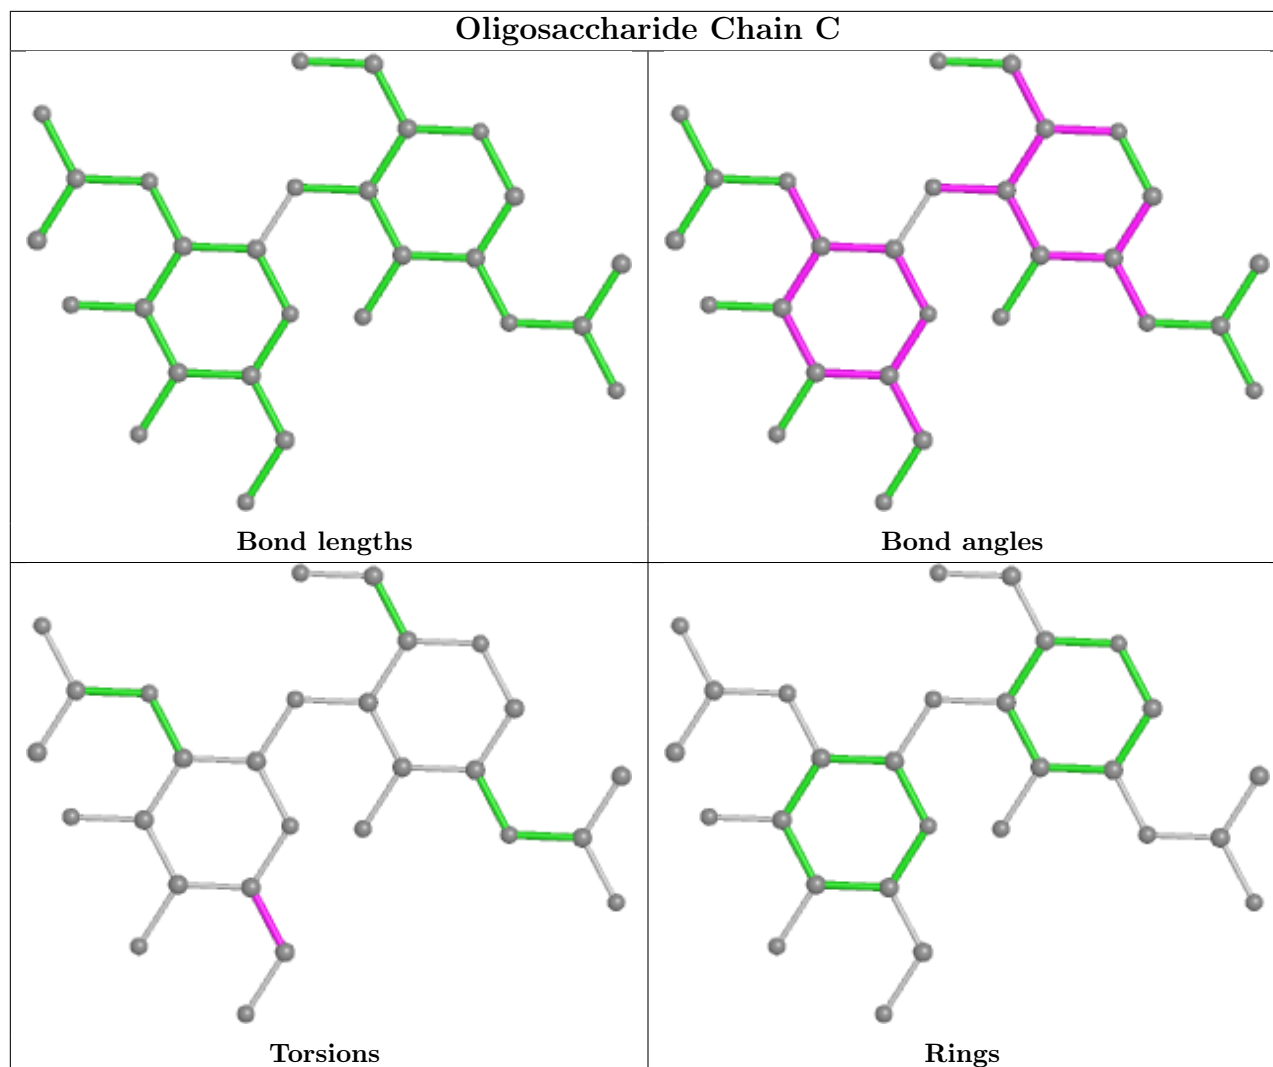 Oligosaccharide Chain C
Bond lengths
Bond angles
Torsions
Rings